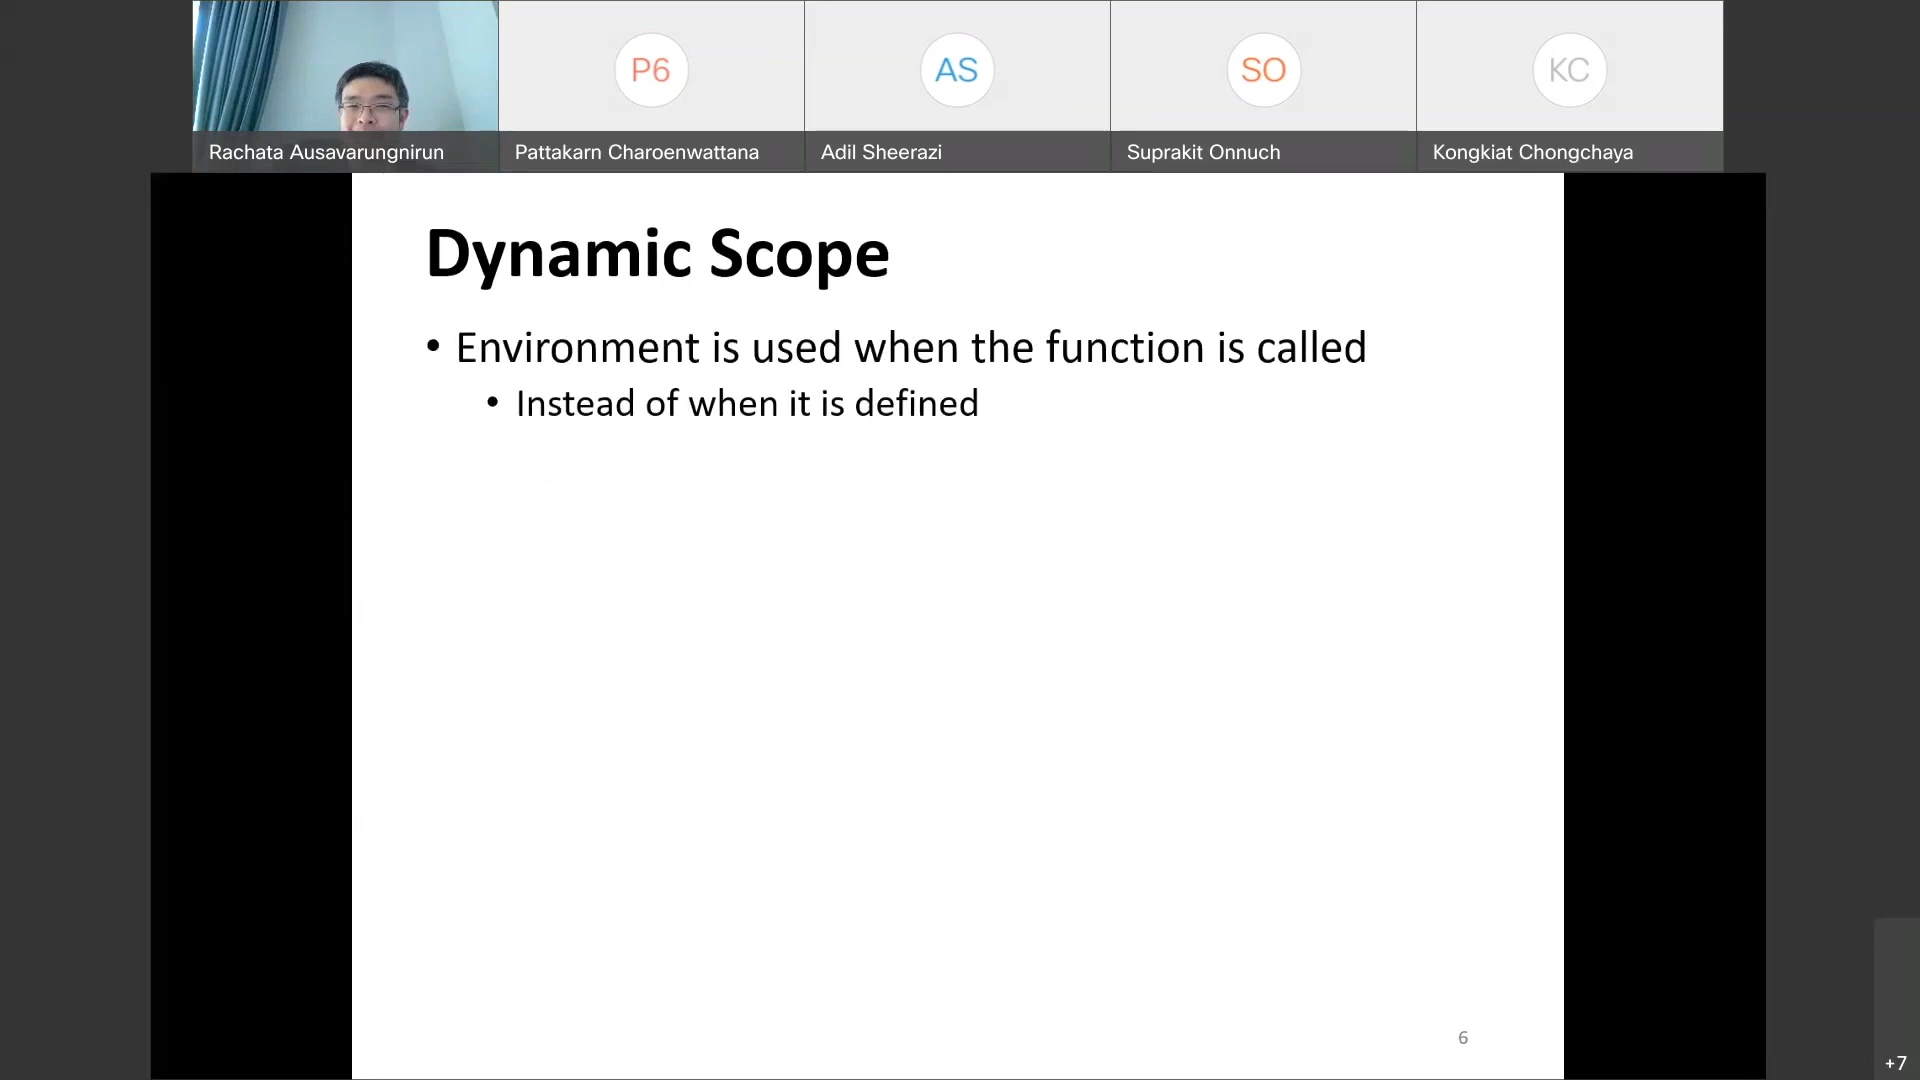 P6
AS
SO
KC
Rachata Ausavarungnirun
Pattakarn Charoenwattana
Adil Sheerazi
Suprakit Onnuch
Kongkiat Chongchaya
Dynamic Scope
• Environment is used when the function is called
• Instead of when it is defined
6
+7